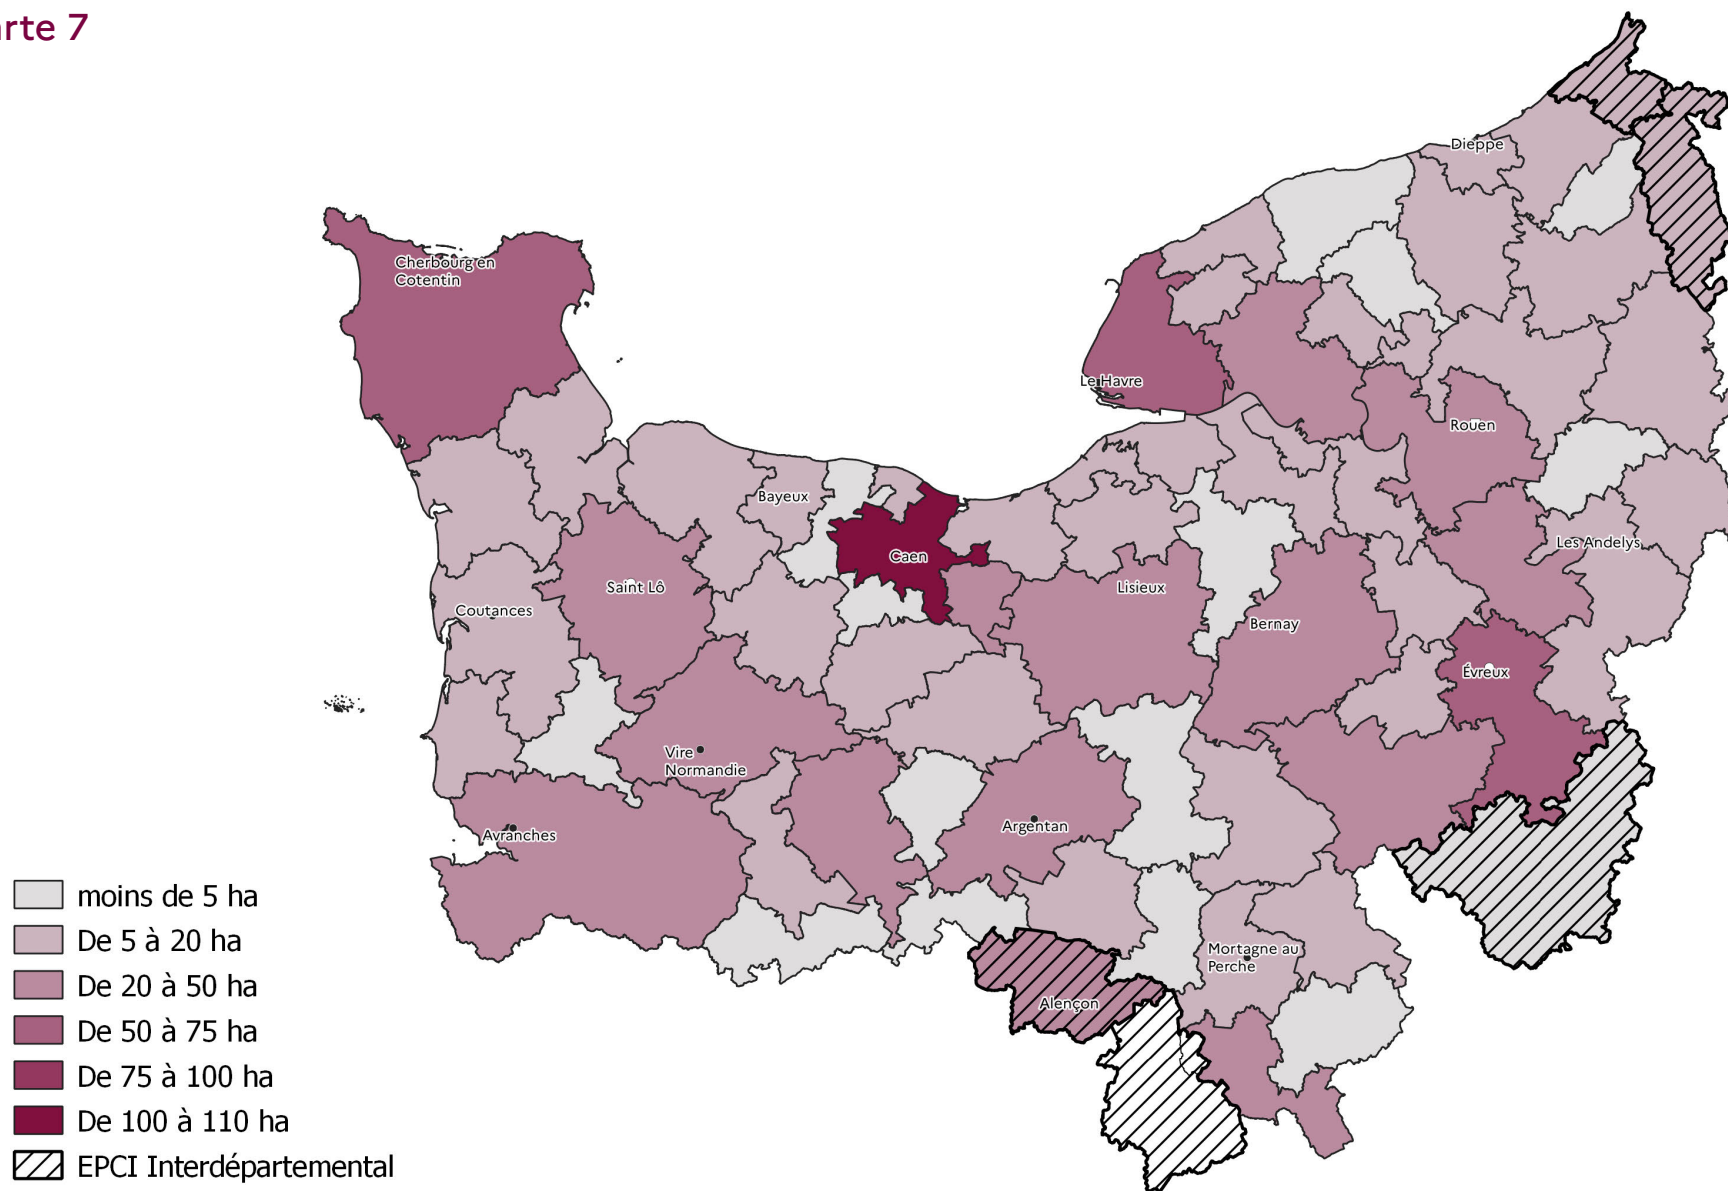 arte 7
Dieppe
Cherbourg en
Cotentin
Le Havre
Rouen
Bayeux
Caen
Les Andelys
Saint Lô
Lisieux
Coutances
Bernay
Évreux
Vire
Normandie
Argentan
Avranches
moins de 5 ha
De 5 à 20 ha
Mortagne au
Perche
De 20 à 50 ha
Alençon
De 50 à 75 ha
De 75 à 100 ha
De 100 à 110 ha
EPCI Interdépartemental